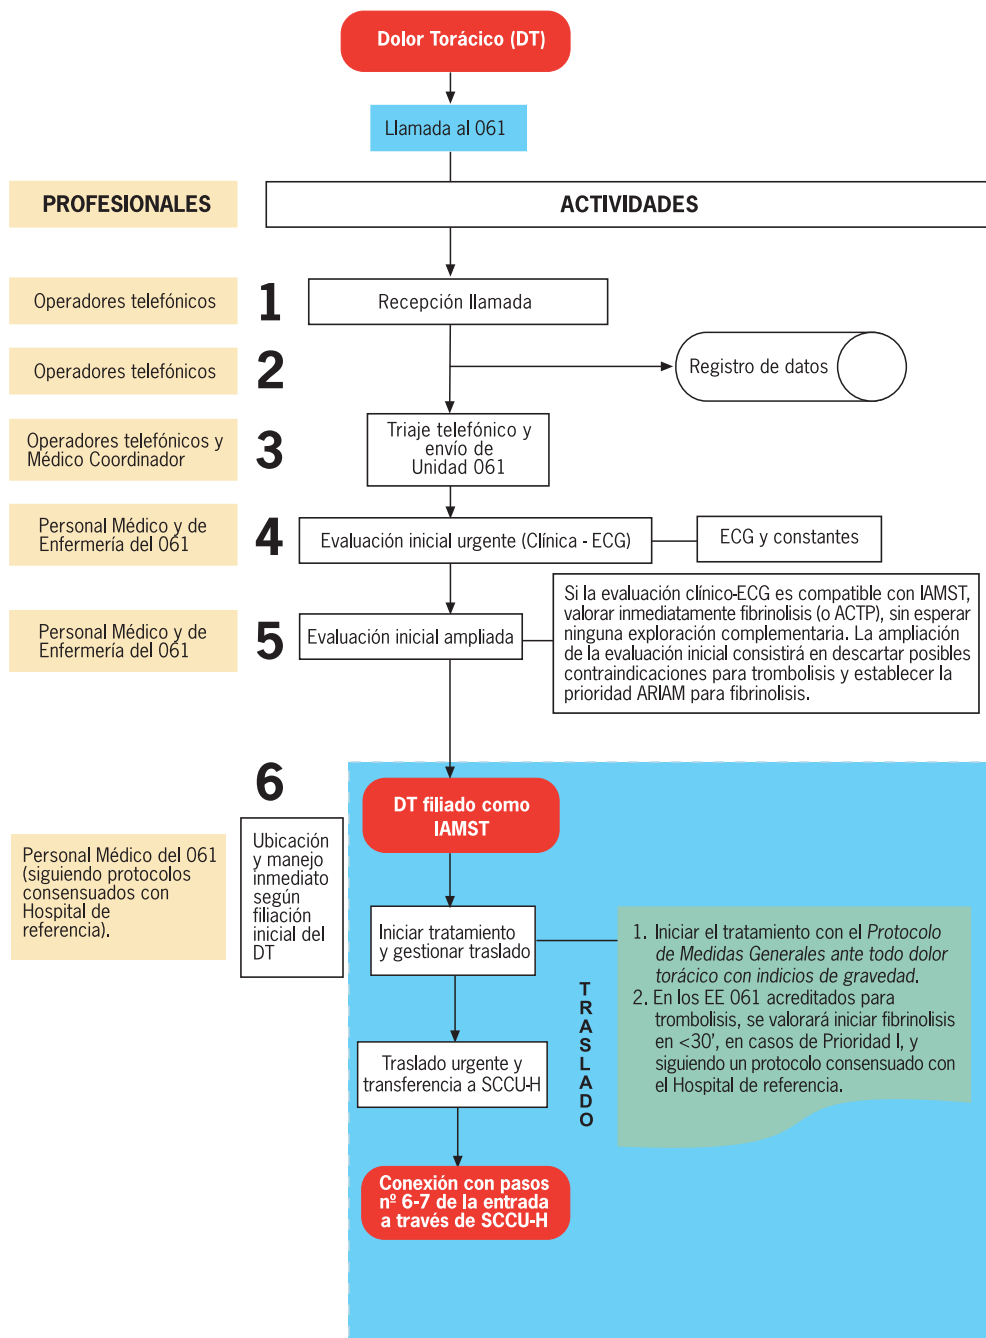 Dolor Torácico (DT)
Llamada al 061
PROFESIONALES
ACTIVIDADES
Operadores telefónicos
1
Recepción llamada
Operadores telefónicos
2
Registro de datos
Operadores telefónicos y
Médico Coordinador
3
Triaje telefónico y
envío de
Unidad 061
Personal Médico y de
Enfermería del 061
4
Evaluación inicial urgente (Clínica - ECG)
ECG y constantes
Personal Médico y de
Enfermería del 061
5
Evaluación inicial ampliada
Si la evaluación clínico-ECG es compatible con IAMST,
valorar inmediatamente fibrinolisis (o ACTP), sin esperar
ninguna exploración complementaria. La ampliación
de la evaluación inicial consistirá en descartar posibles
contraindicaciones para trombolisis y establecer la
prioridad ARIAM para fibrinolisis.
6
Personal Médico del 061
(siguiendo protocolos
consensuados con
Hospital de
referencia).
Ubicación
y manejo
inmediato
según
filiación
inicial del
DT
DT filiado como
IAMST
Iniciar tratamiento
y gestionar traslado
TRASLADO
1. Iniciar el tratamiento con el Protocolo
de Medidas Generales ante todo dolor
torácico con indicios de gravedad.
2. En los EE 061 acreditados para
trombolisis, se valorará iniciar fibrinolisis
en <30', en casos de Prioridad I, y
siguiendo un protocolo consensuado con
el Hospital de referencia.
Traslado urgente y
transferencia a SCCU-H
Conexión con pasos
nº 6-7 de la entrada
a través de SCCU-H